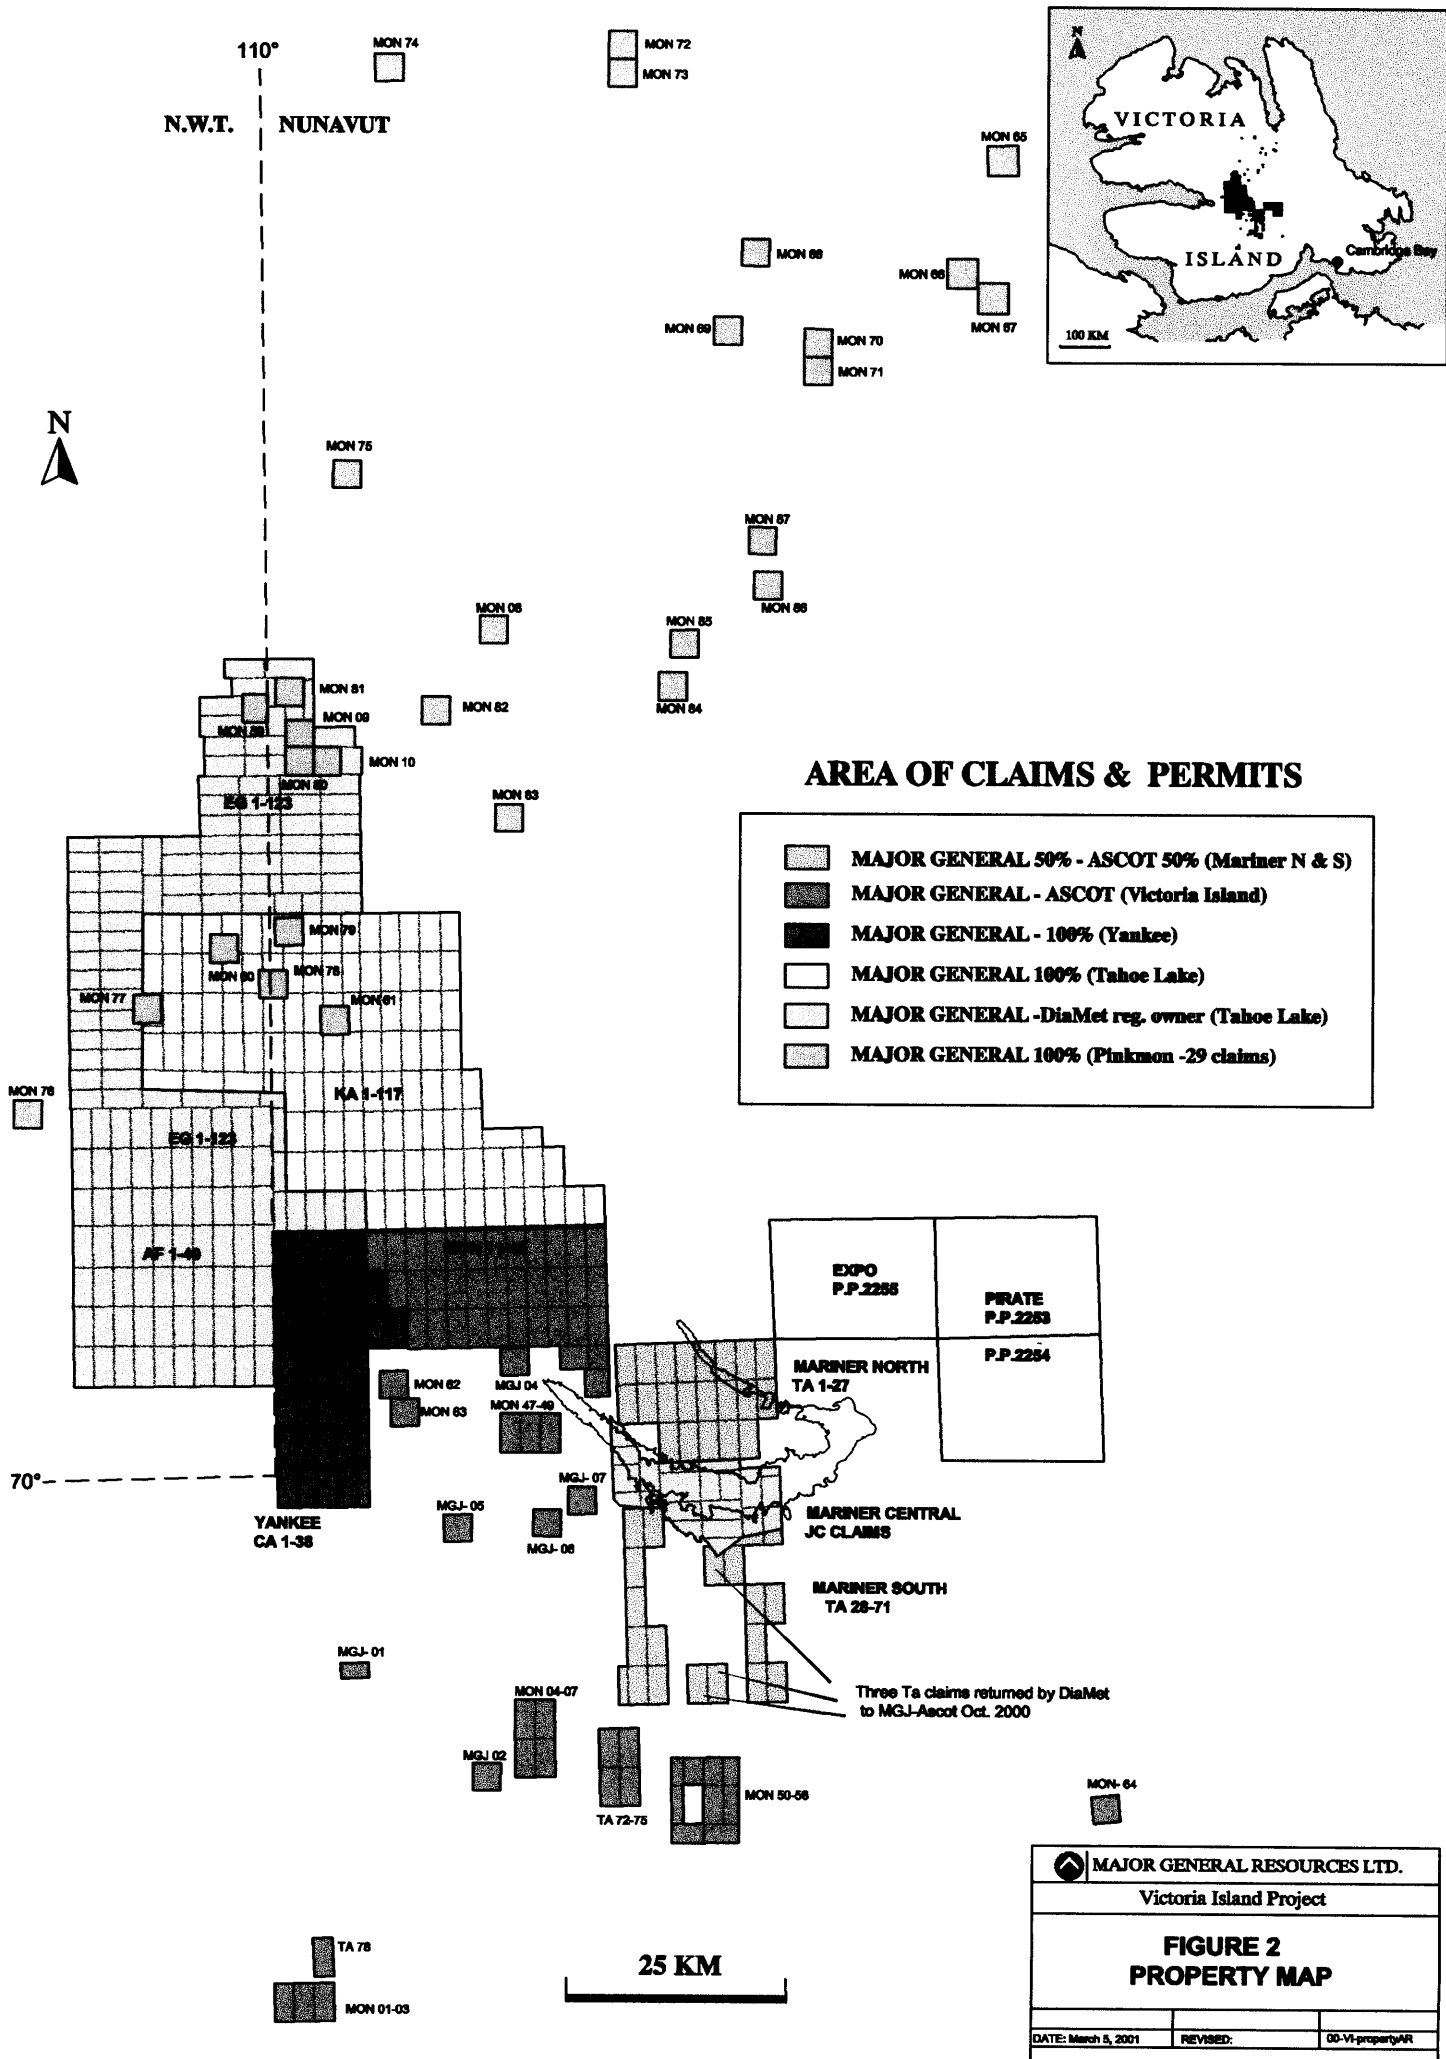 110°
MON 74
MON 72
MON 73
N.W.T.
NUNAVUT
MON 65
N
VICTORIA
ISLAND
Cambridge Bay
100 KM
MON 68
MON 66
MON 67
MON 69
MON 70
MON 71
N
MON 75
MON 87
MON 86
MON 08
MON 85
MON 84
MON 81
MON 82
MON 09
MON 10
MON 80
EG 1-123
MON 83
AREA OF CLAIMS & PERMITS
MAJOR GENERAL 50% - ASCOT 50% (Mariner N & S)
MAJOR GENERAL - ASCOT (Victoria Island)
MAJOR GENERAL - 100% (Yankee)
MAJOR GENERAL 100% (Tahoe Lake)
MAJOR GENERAL -DiaMet reg. owner (Tahoe Lake)
MAJOR GENERAL 100% (Pinkmon -29 claims)
MON 79
MON 60
MON 78
MON 77
MON 61
MON 76
KA 1-117
EG 1-123
AF 1-49
EXPO
P.P.2255
PIRATE
P.P.2253
P.P.2254
MARINER NORTH
TA 1-27
MON 62
MON 63
MGJ 04
MON 47-49
70°
YANKEE
CA 1-38
MGJ- 05
MGJ- 07
MGJ- 06
MARINER CENTRAL
JC CLAIMS
MARINER SOUTH
TA 28-71
MGJ- 01
MON 04-07
Three Ta claims returned by DiaMet
to MGJ-Ascot Oct. 2000
MGJ 02
TA 72-75
MON 50-56
MON- 64
TA 78
MON 01-03
25 KM
MAJOR GENERAL RESOURCES LTD.
Victoria Island Project
FIGURE 2
PROPERTY MAP
DATE: March 5, 2001
REVISED:
00-VI-propertyAR